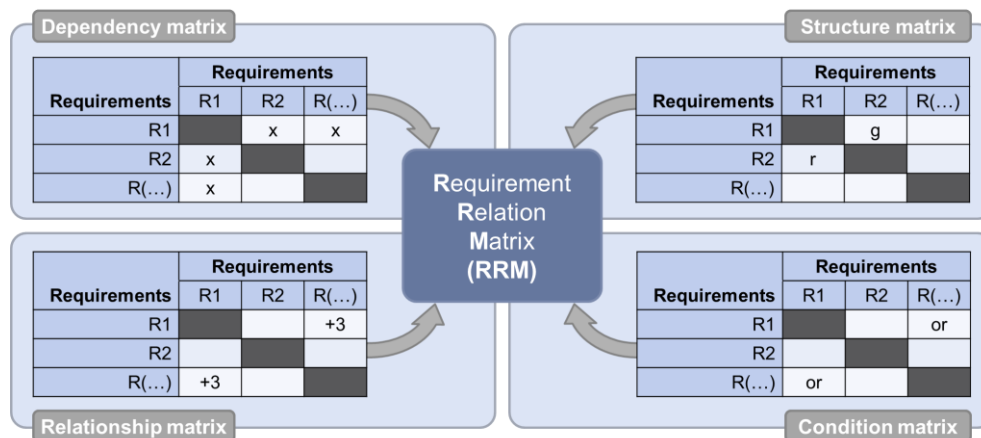 Dependency matrix
Requirements
Requirements R1 R2 R(…)
R1 x x
R2 x
R(…) x
Structure matrix
Requirements
Requirements R1 R2 R(…)
R1 g
R2 r
R(…)
Requirement
Relation
Matrix
(RRM)
Requirements
Requirements R1 R2 R(…)
R1 +3
R2
R(…) +3
Relationship matrix
Requirements
Requirements R1 R2 R(…)
R1 or
R2
R(…) or
Condition matrix